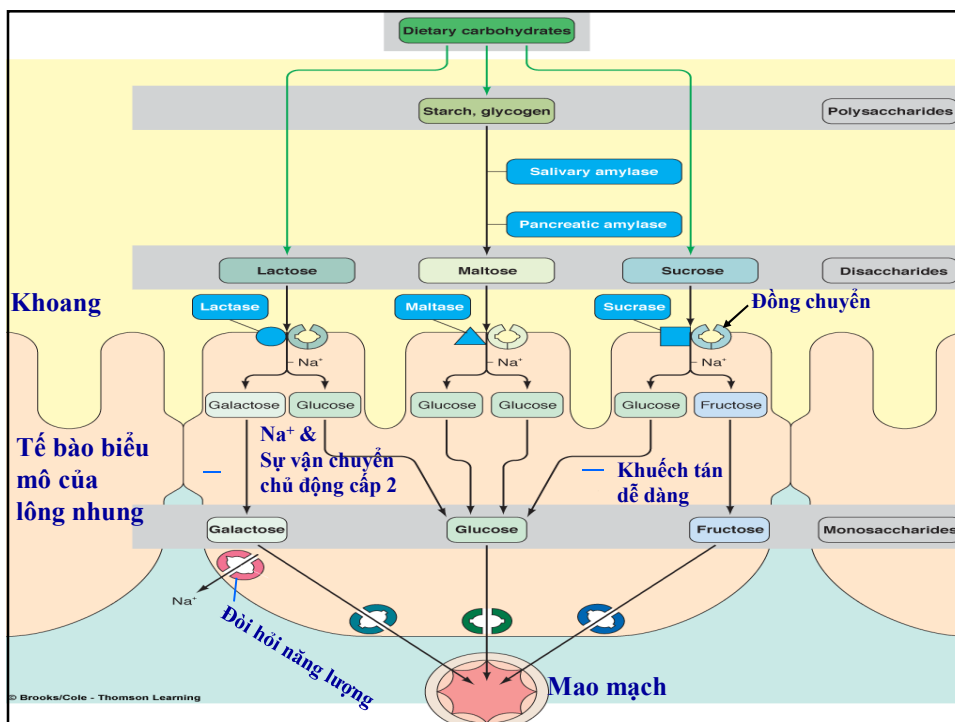 Dietary carbohydrates
Starch, glycogen
Polysaccharides
Salivary amylase
Pancreatic amylase
Lactose
Maltose
Sucrose
Disaccharides
Khoang
Lactase
Maltase
Sucrase
Đồng chuyển
Na⁺
Na⁺
Na⁺
Galactose
Glucose
Glucose
Glucose
Glucose
Fructose
Tế bào biểu
mô của
lông nhung
Na⁺ &
Sự vận chuyển
chủ động cấp 2
Khuếch tán
dễ dàng
Galactose
Glucose
Fructose
Monosaccharides
Na⁺
Đòi hỏi năng lượng
Mao mạch
© Brooks/Cole - Thomson Learning